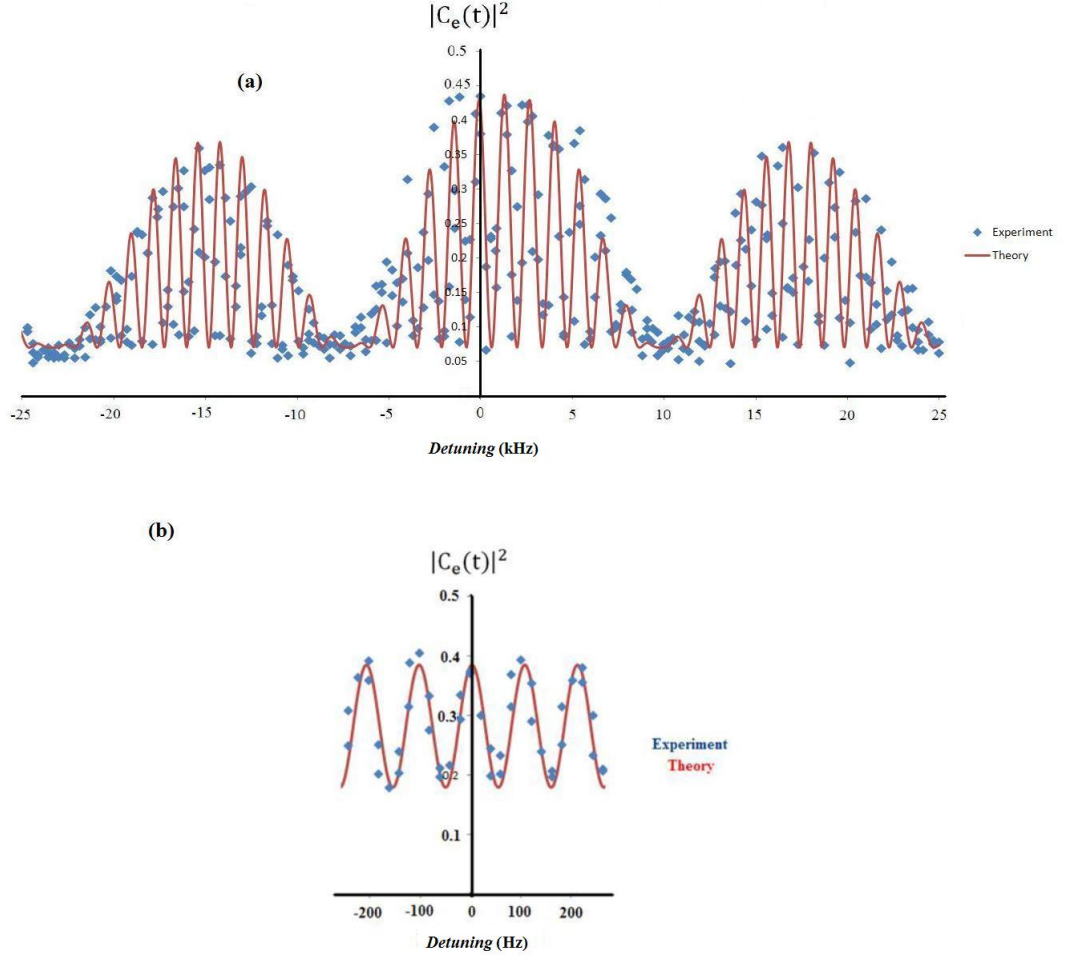 |Cₑ(t)|²
(a)
0.5
0.45
0.4
0.35
0.3
0.25
0.2
0.15
0.1
0.05
Experiment
Theory
-25 -20 -15 -10 -5 0 5 10 15 20 25
Detuning (kHz)
(b)
|Cₑ(t)|²
0.5
0.4
0.3
0.2
0.1
Experiment
Theory
-200 -100 0 100 200
Detuning (Hz)